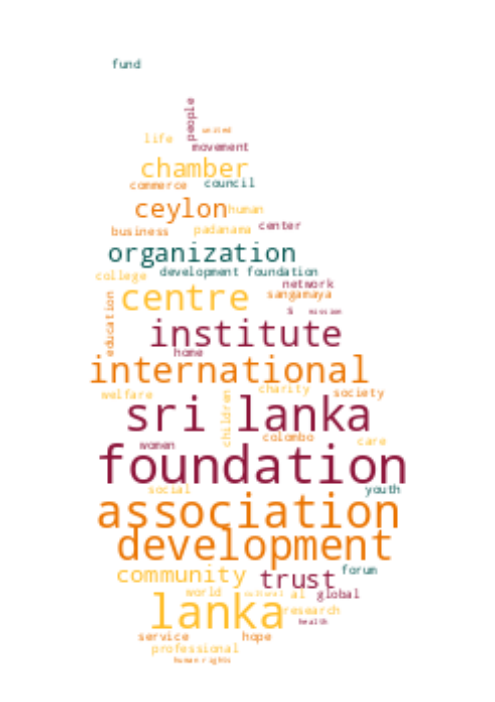 fund
people
united
life
movement
chamber
commerce council
ceylon human
business padanama center
organization
college development foundation
network
education sangamaya
centre
s mission
institute
home
international
welfare charity society
children
sri lanka
women colombo care
foundation
social youth
association
development
community trust forum
world cultural al global
lanka research
health
service hope
professional
human rights